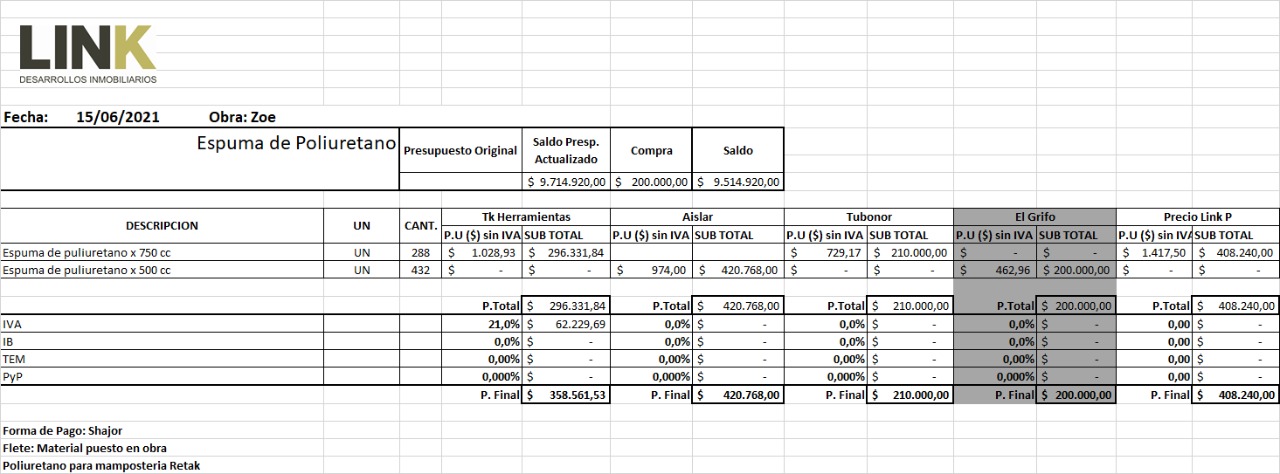 LINK
DESARROLLOS INMOBILIARIOS
Fecha: 15/06/2021 Obra: Zoe
Espuma de Poliuretano Presupuesto Original Saldo Presp. Actualizado Compra Saldo
$ 9.714.920,00 $ 200.000,00 $ 9.514.920,00
DESCRIPCION UN CANT. Tk Herramientas Aislar Tubonor El Grifo Precio Link P
P.U ($) sin IVA SUB TOTAL P.U ($) sin IVA SUB TOTAL P.U ($) sin IVA SUB TOTAL P.U ($) sin IVA SUB TOTAL P.U ($) sin IVA SUB TOTAL
Espuma de puliuretano x 750 cc UN 288 $ 1.028,93 $ 296.331,84 $ 729,17 $ 210.000,00 $ - $ - $ 1.417,50 $ 408.240,00
Espuma de puliuretano x 500 cc UN 432 $ - $ - $ 974,00 $ 420.768,00 $ - $ - $ 462,96 $ 200.000,00 $ - $ -
P.Total $ 296.331,84 P.Total $ 420.768,00 P.Total $ 210.000,00 P.Total $ 200.000,00 P.Total $ 408.240,00
IVA 21,0% $ 62.229,69 0,0% $ - 0,0% $ - 0,0% $ - 0,00 $ -
IB 0,0% $ - 0,0% $ - 0,0% $ - 0,0% $ - 0,00 $ -
TEM 0,00% $ - 0,00% $ - 0,00% $ - 0,00% $ - 0,00 $ -
PyP 0,000% $ - 0,000% $ - 0,000% $ - 0,000% $ - 0,00 $ -
P. Final $ 358.561,53 P. Final $ 420.768,00 P. Final $ 210.000,00 P. Final $ 200.000,00 P. Final $ 408.240,00
Forma de Pago: Shajor
Flete: Material puesto en obra
Poliuretano para mamposteria Retak